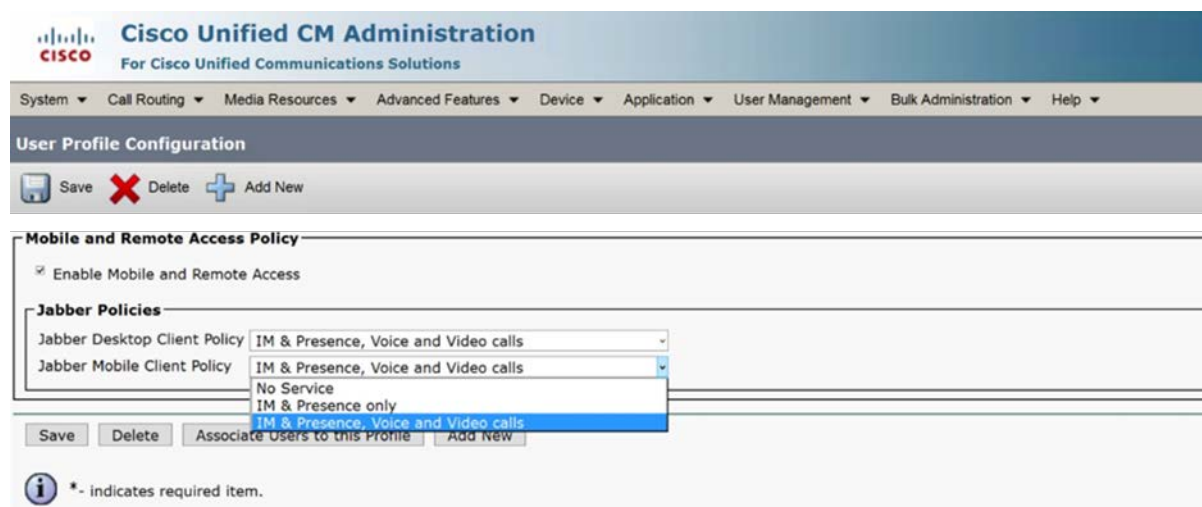 CISCO
Cisco Unified CM Administration
For Cisco Unified Communications Solutions
System Call Routing Media Resources Advanced Features Device Application User Management Bulk Administration Help
User Profile Configuration
Save Delete Add New
Mobile and Remote Access Policy
Enable Mobile and Remote Access
Jabber Policies
Jabber Desktop Client Policy IM & Presence, Voice and Video calls
Jabber Mobile Client Policy IM & Presence, Voice and Video calls
No Service
IM & Presence only
IM & Presence, Voice and Video calls
Save Delete Associate Users to this Profile Add New
*- indicates required item.